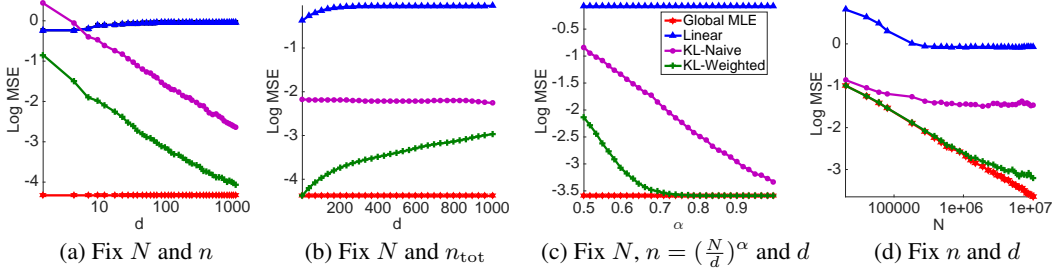 Log MSE
0
-1
-2
-3
-4
10
100
1000
d
(a) Fix N and n
Log MSE
-1
-2
-3
-4
200 400 600 800 1000
d
(b) Fix N and n_tot
Log MSE
-0.5
-1
-1.5
-2
-2.5
-3
-3.5
0.5 0.6 0.7 0.8 0.9
α
Global MLE
Linear
KL-Naive
KL-Weighted
(c) Fix N, n = (N/d)^α and d
Log MSE
1
0
-1
-3
100000 1e+06 1e+07
N
(d) Fix n and d